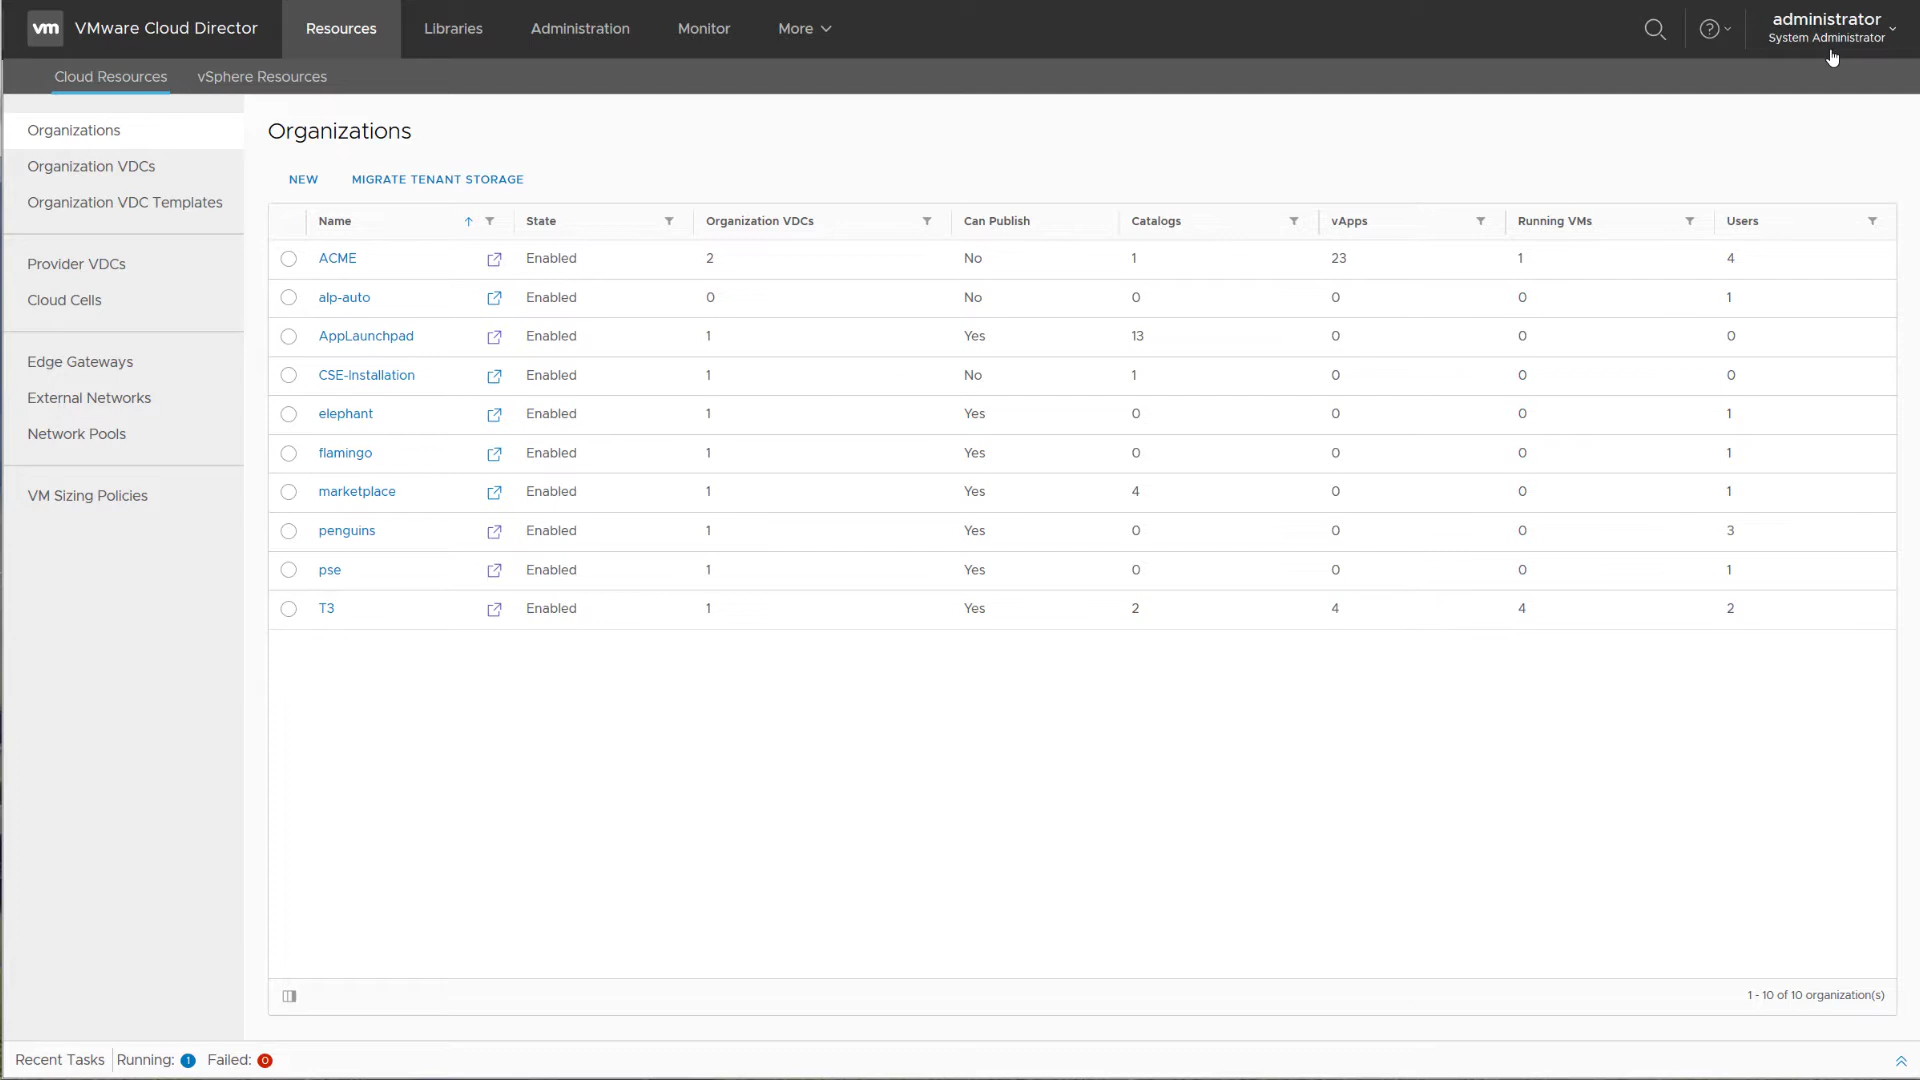 vm VMware Cloud Director Resources Libraries Administration Monitor More administrator
System Administrator
Cloud Resources vSphere Resources
Organizations
Organization VDCs
Organization VDC Templates
Provider VDCs
Cloud Cells
Edge Gateways
External Networks
Network Pools
VM Sizing Policies
Organizations
NEW MIGRATE TENANT STORAGE
Name State Organization VDCs Can Publish Catalogs vApps Running VMs Users
ACME Enabled 2 No 1 23 1 4
alp-auto Enabled 0 No 0 0 0 1
AppLaunchpad Enabled 1 Yes 13 0 0 0
CSE-Installation Enabled 1 No 1 0 0 0
elephant Enabled 1 Yes 0 0 0 1
flamingo Enabled 1 Yes 0 0 0 1
marketplace Enabled 1 Yes 4 0 0 1
penguins Enabled 1 Yes 0 0 0 3
pse Enabled 1 Yes 0 0 0 1
T3 Enabled 1 Yes 2 4 4 2
1 - 10 of 10 organization(s)
Recent Tasks Running: 1 Failed: 0